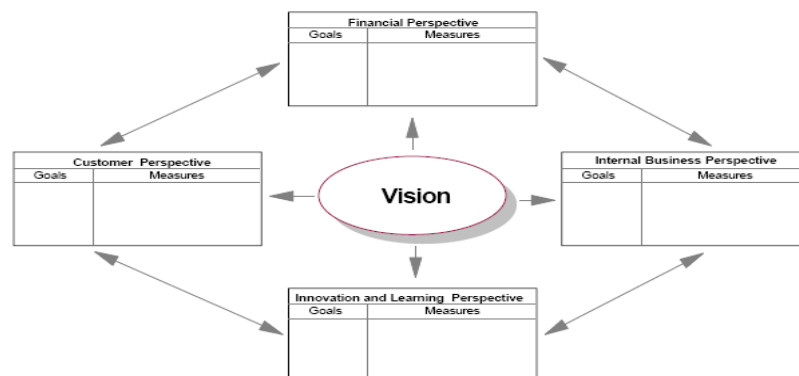 Financial Perspective
Goals Measures
Customer Perspective
Goals Measures
Vision
Internal Business Perspective
Goals Measures
Innovation and Learning Perspective
Goals Measures